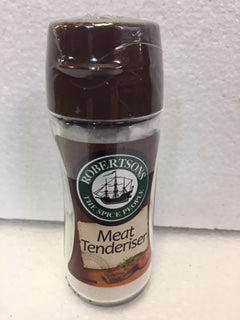 ROBERTSONS
THE SPICE PEOPLE
Meat
Tenderiser